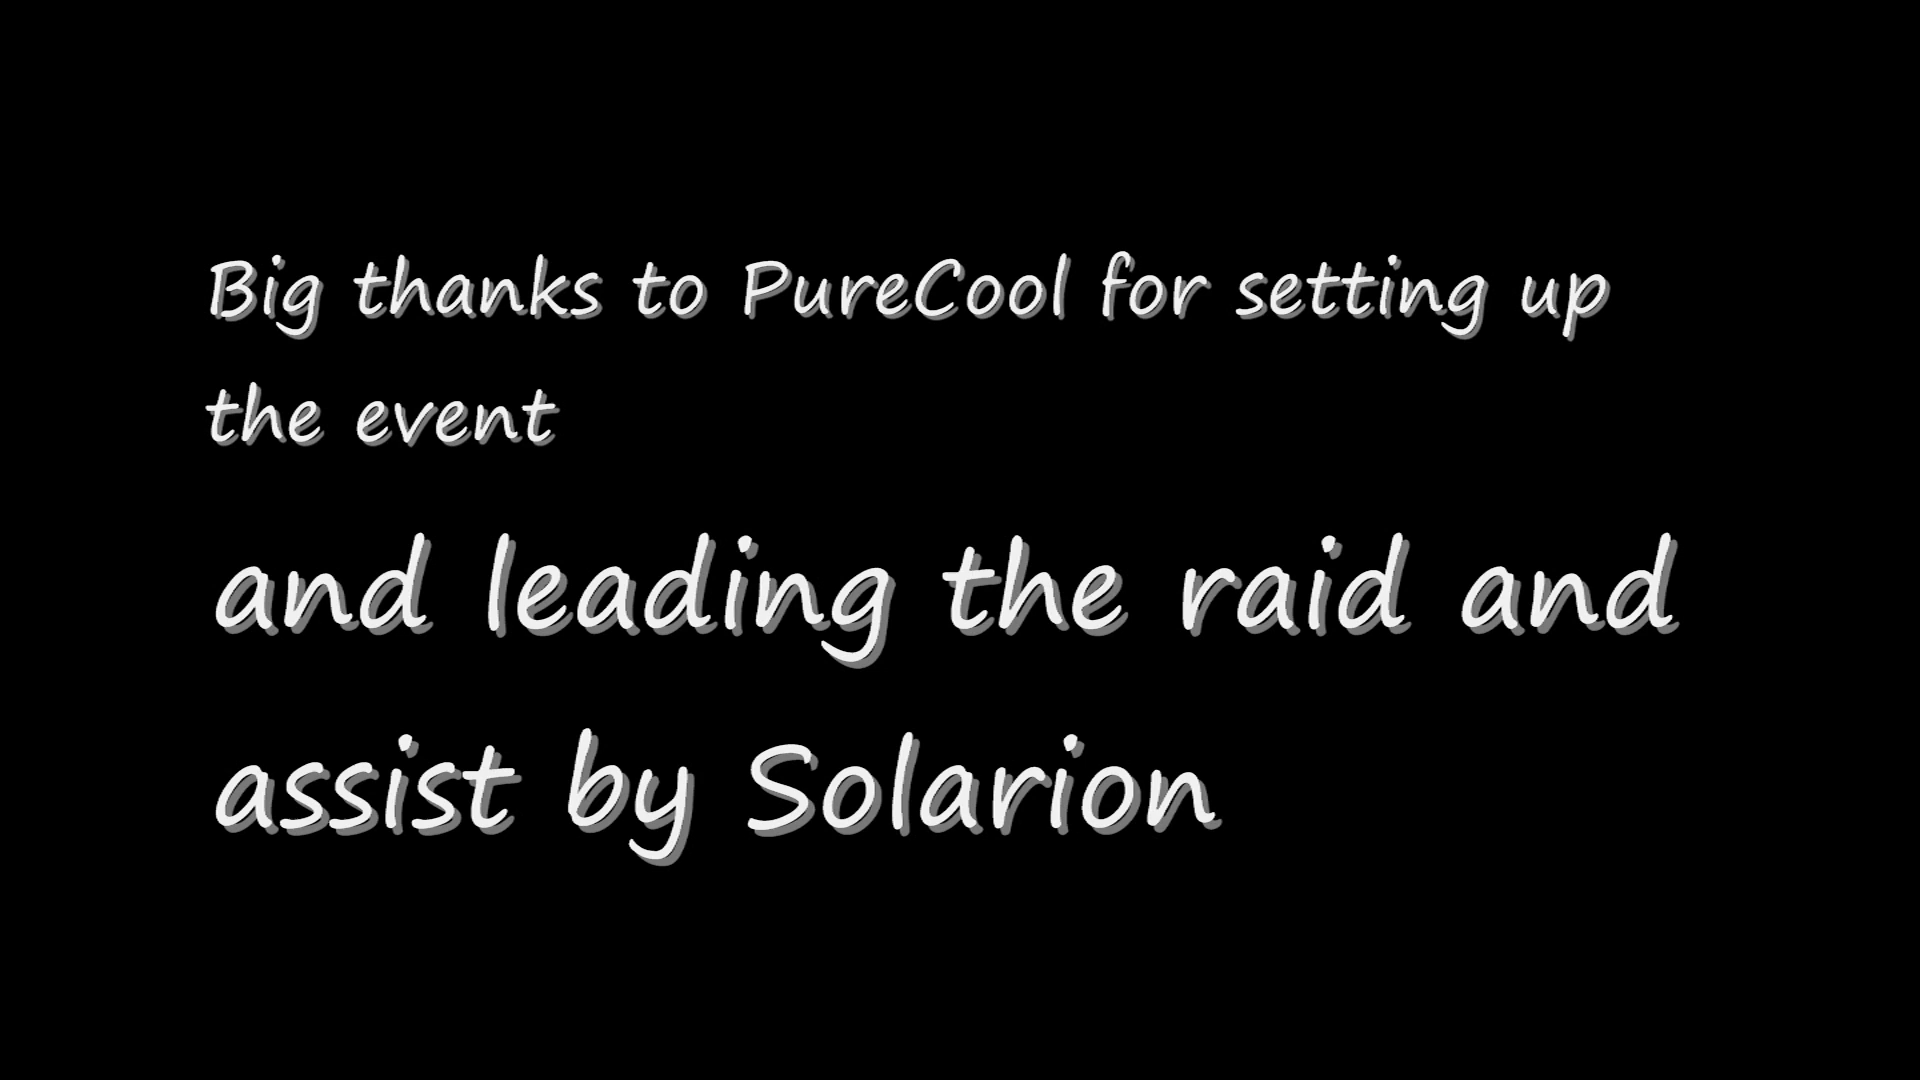 Big thanks to PureCool for setting up
the event
and leading the raid and
assist by Solarion